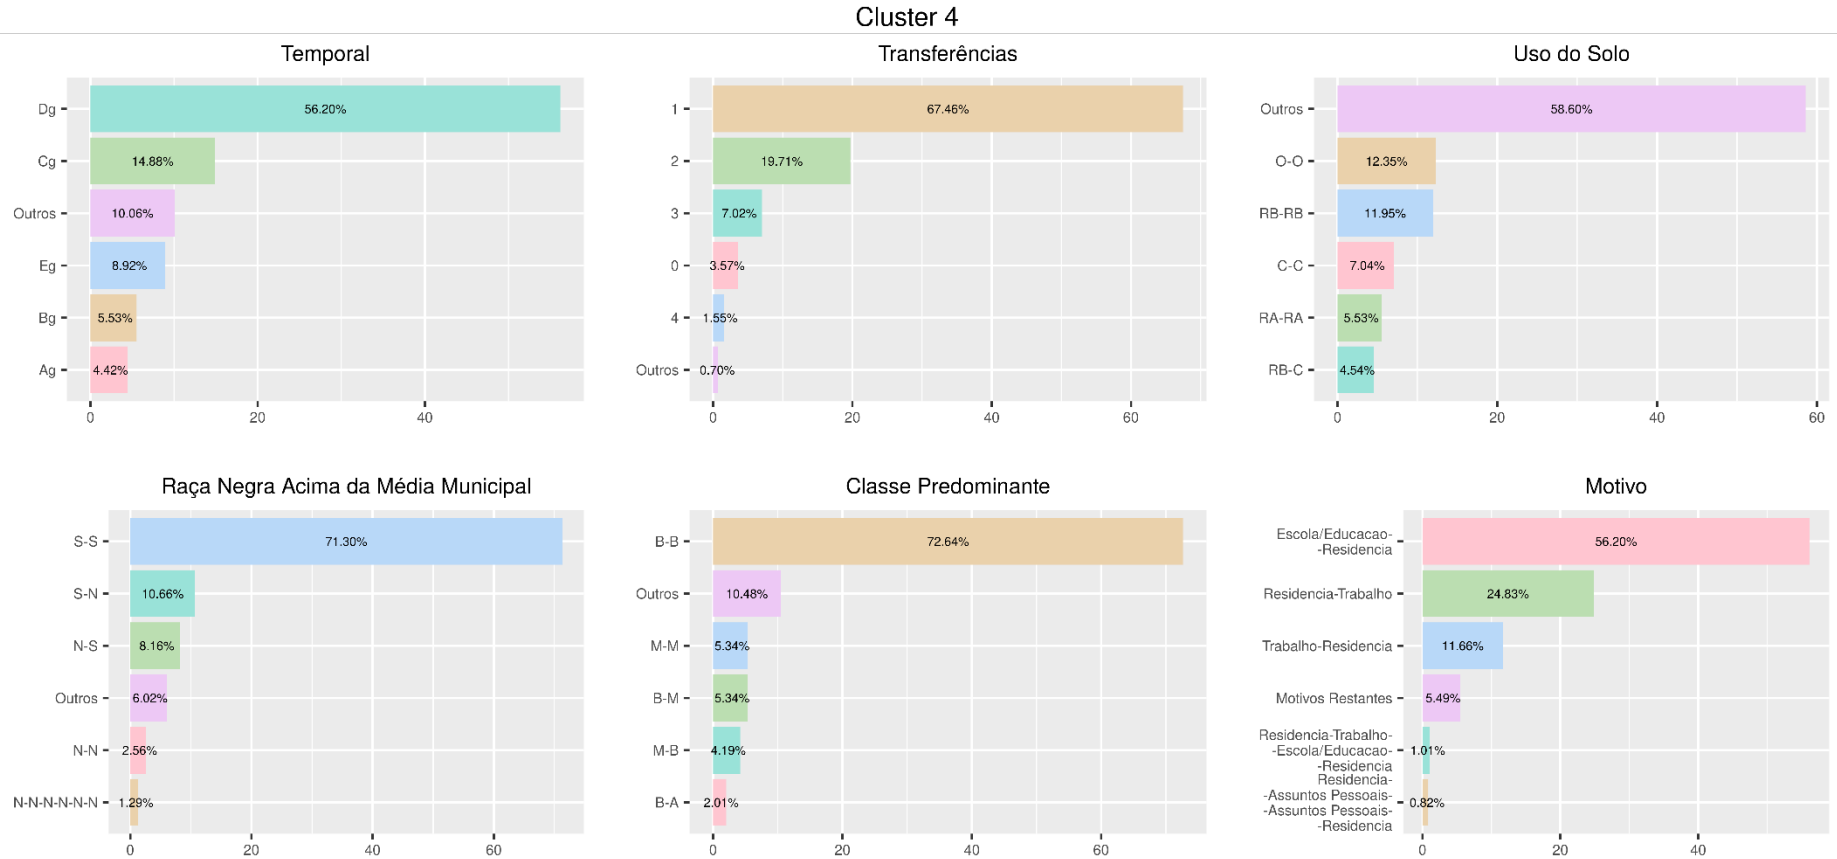 Cluster 4
Temporal
Dg
56.20%
Cg
14.88%
Outros
10.06%
Eg
8.92%
Bg
5.53%
Ag
4.42%
0
20
40
Transferências
1
67.46%
2
19.71%
3
7.02%
0
3.57%
4
1.55%
Outros
0.70%
0
20
40
60
Uso do Solo
Outros
58.60%
O-O
12.35%
RB-RB
11.95%
C-C
7.04%
RA-RA
5.53%
RB-C
4.54%
0
20
40
60
Raça Negra Acima da Média Municipal
S-S
71.30%
S-N
10.66%
N-S
8.16%
Outros
6.02%
N-N
2.56%
N-N-N-N-N-N
1.29%
0
20
40
60
Classe Predominante
B-B
72.64%
Outros
10.48%
M-M
5.34%
B-M
5.34%
M-B
4.19%
B-A
2.01%
0
20
40
60
Motivo
Escola/Educacao-
-Residencia
56.20%
Residencia-Trabalho
24.83%
Trabalho-Residencia
11.66%
Motivos Restantes
5.49%
Residencia-Trabalho-
-Escola/Educacao-
-Residencia
1.01%
Residencia-
-Assuntos Pessoais-
-Assuntos Pessoais-
-Residencia
0.82%
0
20
40